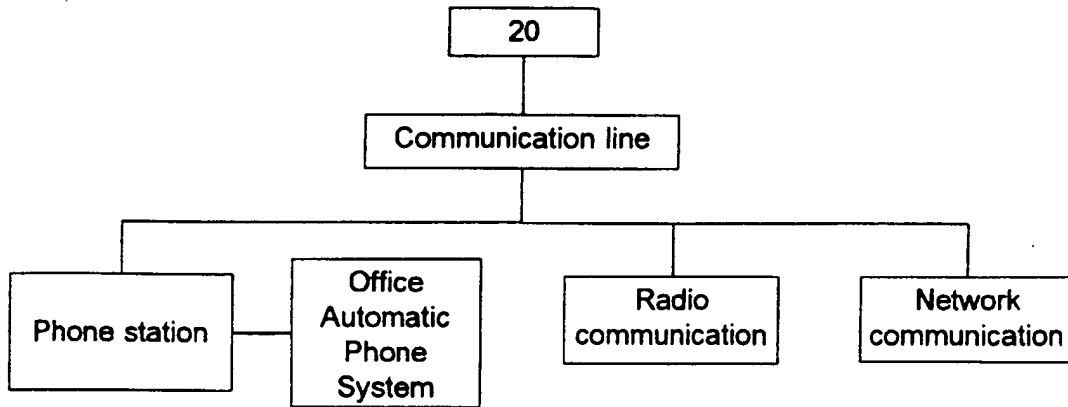 20
Communication line
Phone station
Office
Automatic
Phone
System
Radio
communication
Network
communication